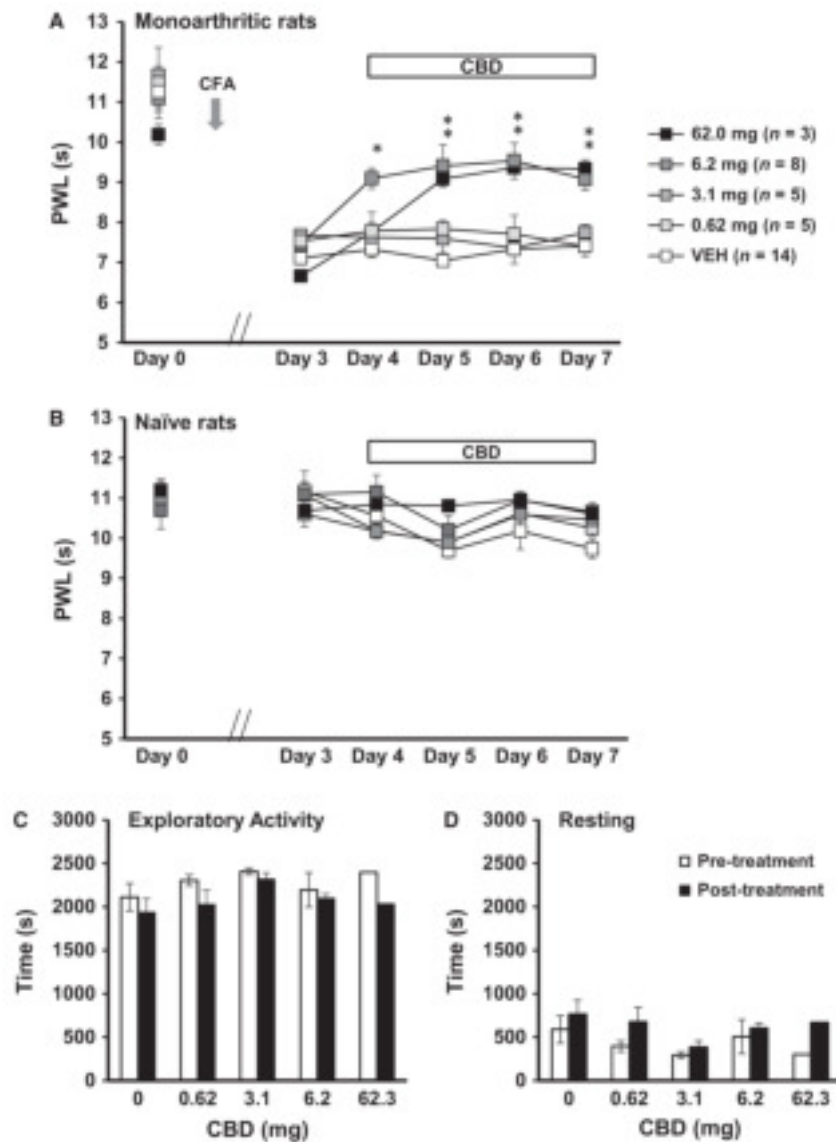 A Monoarthritic rats
13
12
11
10
9
8
7
6
5
PWL (s)
CFA
CBD
*
* *
* *
* *
62.0 mg (n = 3)
6.2 mg (n = 8)
3.1 mg (n = 5)
0.62 mg (n = 5)
VEH (n = 14)
Day 0 Day 3 Day 4 Day 5 Day 6 Day 7
B Naïve rats
13
12
11
10
9
8
7
6
5
PWL (s)
CBD
Day 0 Day 3 Day 4 Day 5 Day 6 Day 7
C Exploratory Activity
3000
2500
2000
1500
1000
500
0
Time (s)
0 0.62 3.1 6.2 62.3
CBD (mg)
D Resting
3000
2500
2000
1500
1000
500
0
Time (s)
Pre-treatment
Post-treatment
0 0.62 3.1 6.2 62.3
CBD (mg)